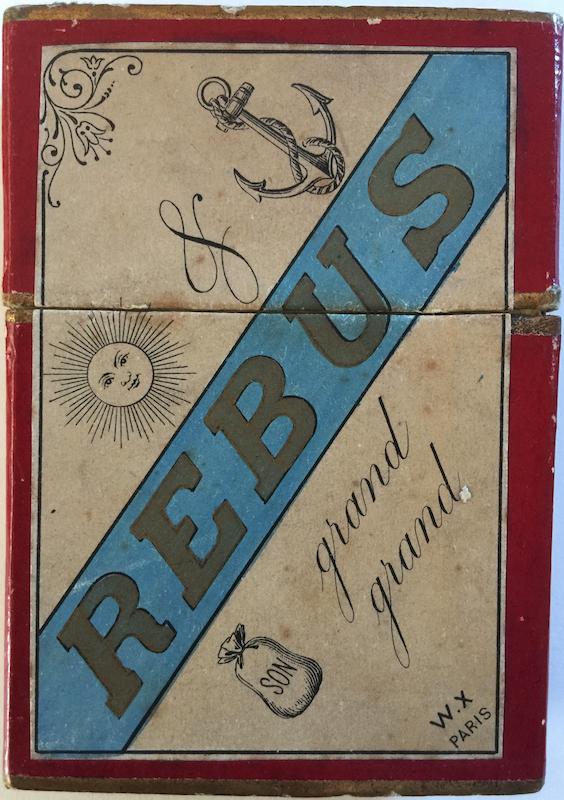 &
REBUS
grand
grand
SON
W. X
PARIS